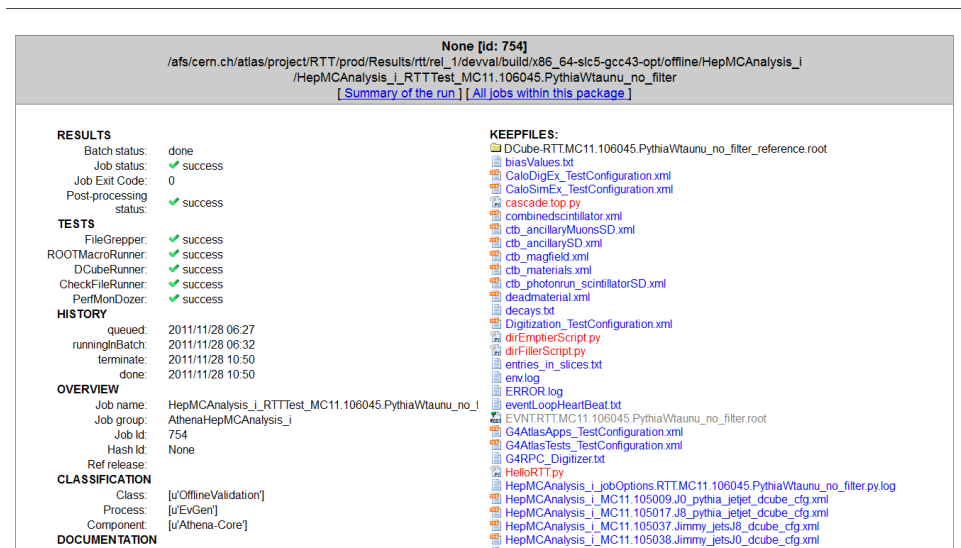 None [id: 754]
/afs/cern.ch/atlas/project/RTT/prod/Results/rtt/rel_1/devval/build/x86_64-slc5-gcc43-opt/offline/HepMCAnalysis_i
/HepMCAnalysis_i_RTTTest_MC11.106045.PythiaWtaunu_no_filter
[ Summary of the run ] [ All jobs within this package ]
RESULTS
Batch status: done
Job status: success
Job Exit Code: 0
Post-processing
status: success
TESTS
FileGrepper: success
ROOTMacroRunner: success
DCubeRunner: success
CheckFileRunner: success
PerfMonDozer: success
HISTORY
queued: 2011/11/28 06:27
runningInBatch: 2011/11/28 06:32
terminate: 2011/11/28 10:50
done: 2011/11/28 10:50
OVERVIEW
Job name: HepMCAnalysis_i_RTTTest_MC11.106045.PythiaWtaunu_no_f
Job group: AthenaHepMCAnalysis_i
Job Id: 754
Hash Id: None
Ref release:
CLASSIFICATION
Class: [u'OfflineValidation']
Process: [u'EvGen']
Component: [u'Athena-Core']
DOCUMENTATION
KEEPFILES:
DCube-RTT.MC11.106045.PythiaWtaunu_no_filter_reference.root
biasValues.txt
CaloDigEx_TestConfiguration.xml
CaloSimEx_TestConfiguration.xml
cascade.top.py
combinedscintillator.xml
ctb_ancillaryMuonsSD.xml
ctb_ancillarySD.xml
ctb_magfield.xml
ctb_materials.xml
ctb_photonrun_scintillatorSD.xml
deadmaterial.xml
decays.txt
Digitization_TestConfiguration.xml
dirEmptierScript.py
dirFillerScript.py
entries_in_slices.txt
env.log
ERROR.log
eventLoopHeartBeat.txt
EVNT.RTT.MC11.106045.PythiaWtaunu_no_filter.root
G4AtlasApps_TestConfiguration.xml
G4AtlasTests_TestConfiguration.xml
G4RPC_Digitizer.txt
HelloRTT.py
HepMCAnalysis_i_jobOptions.RTT.MC11.106045.PythiaWtaunu_no_filter.py.log
HepMCAnalysis_i_MC11.105009.J0_pythia_jetjet_dcube_cfg.xml
HepMCAnalysis_i_MC11.105017.J8_pythia_jetjet_dcube_cfg.xml
HepMCAnalysis_i_MC11.105037.Jimmy_jetsJ8_dcube_cfg.xml
HepMCAnalysis_i_MC11.105038.Jimmy_jetsJ0_dcube_cfg.xml